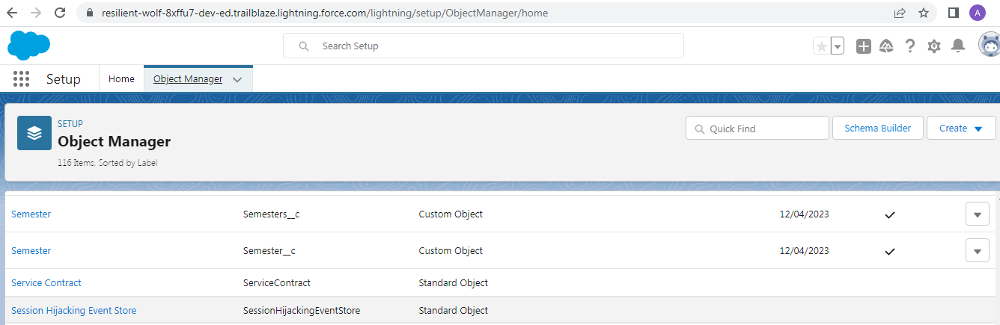 resilient-wolf-8xffu7-dev-ed.trailblaze.lightning.force.com/lightning/setup/ObjectManager/home
A
Search Setup
Setup Home Object Manager
SETUP
Object Manager
116 Items, Sorted by Label
Quick Find Schema Builder Create
Semester Semesters__c Custom Object 12/04/2023
Semester Semester__c Custom Object 12/04/2023
Service Contract ServiceContract Standard Object
Session Hijacking Event Store SessionHijackingEventStore Standard Object